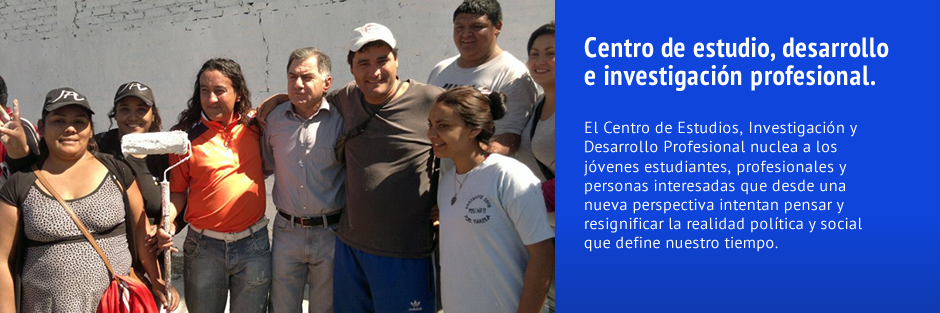 Centro de estudio, desarrollo
e investigación profesional.
El Centro de Estudios, Investigación y
Desarrollo Profesional nuclea a los
jóvenes estudiantes, profesionales y
personas interesadas que desde una
nueva perspectiva intentan pensar y
resignificar la realidad política y social
que define nuestro tiempo.
adidas